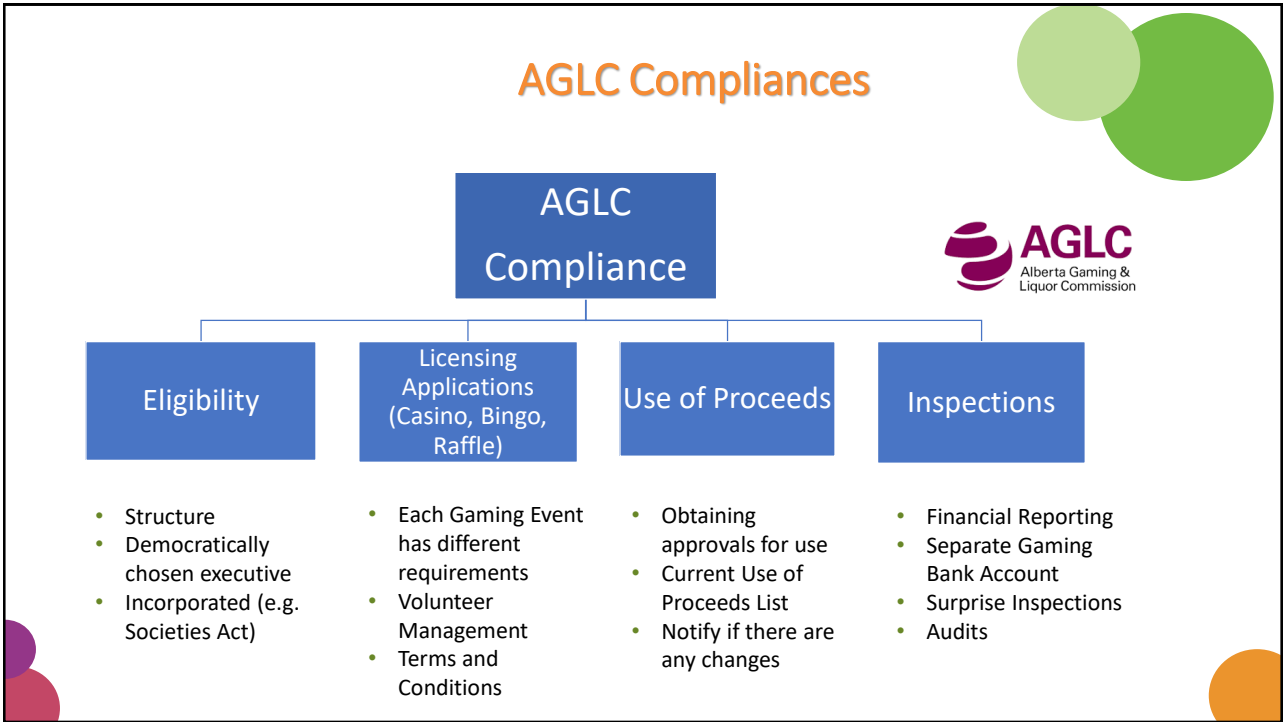 AGLC Compliances
AGLC
Compliance
AGLC
Alberta Gaming &
Liquor Commission
Eligibility
Licensing
Applications
(Casino, Bingo,
Raffle)
Use of Proceeds
Inspections
• Structure
• Democratically
chosen executive
• Incorporated (e.g.
Societies Act)
• Each Gaming Event
has different
requirements
• Volunteer
Management
• Terms and
Conditions
• Obtaining
approvals for use
• Current Use of
Proceeds List
• Notify if there are
any changes
• Financial Reporting
• Separate Gaming
Bank Account
• Surprise Inspections
• Audits